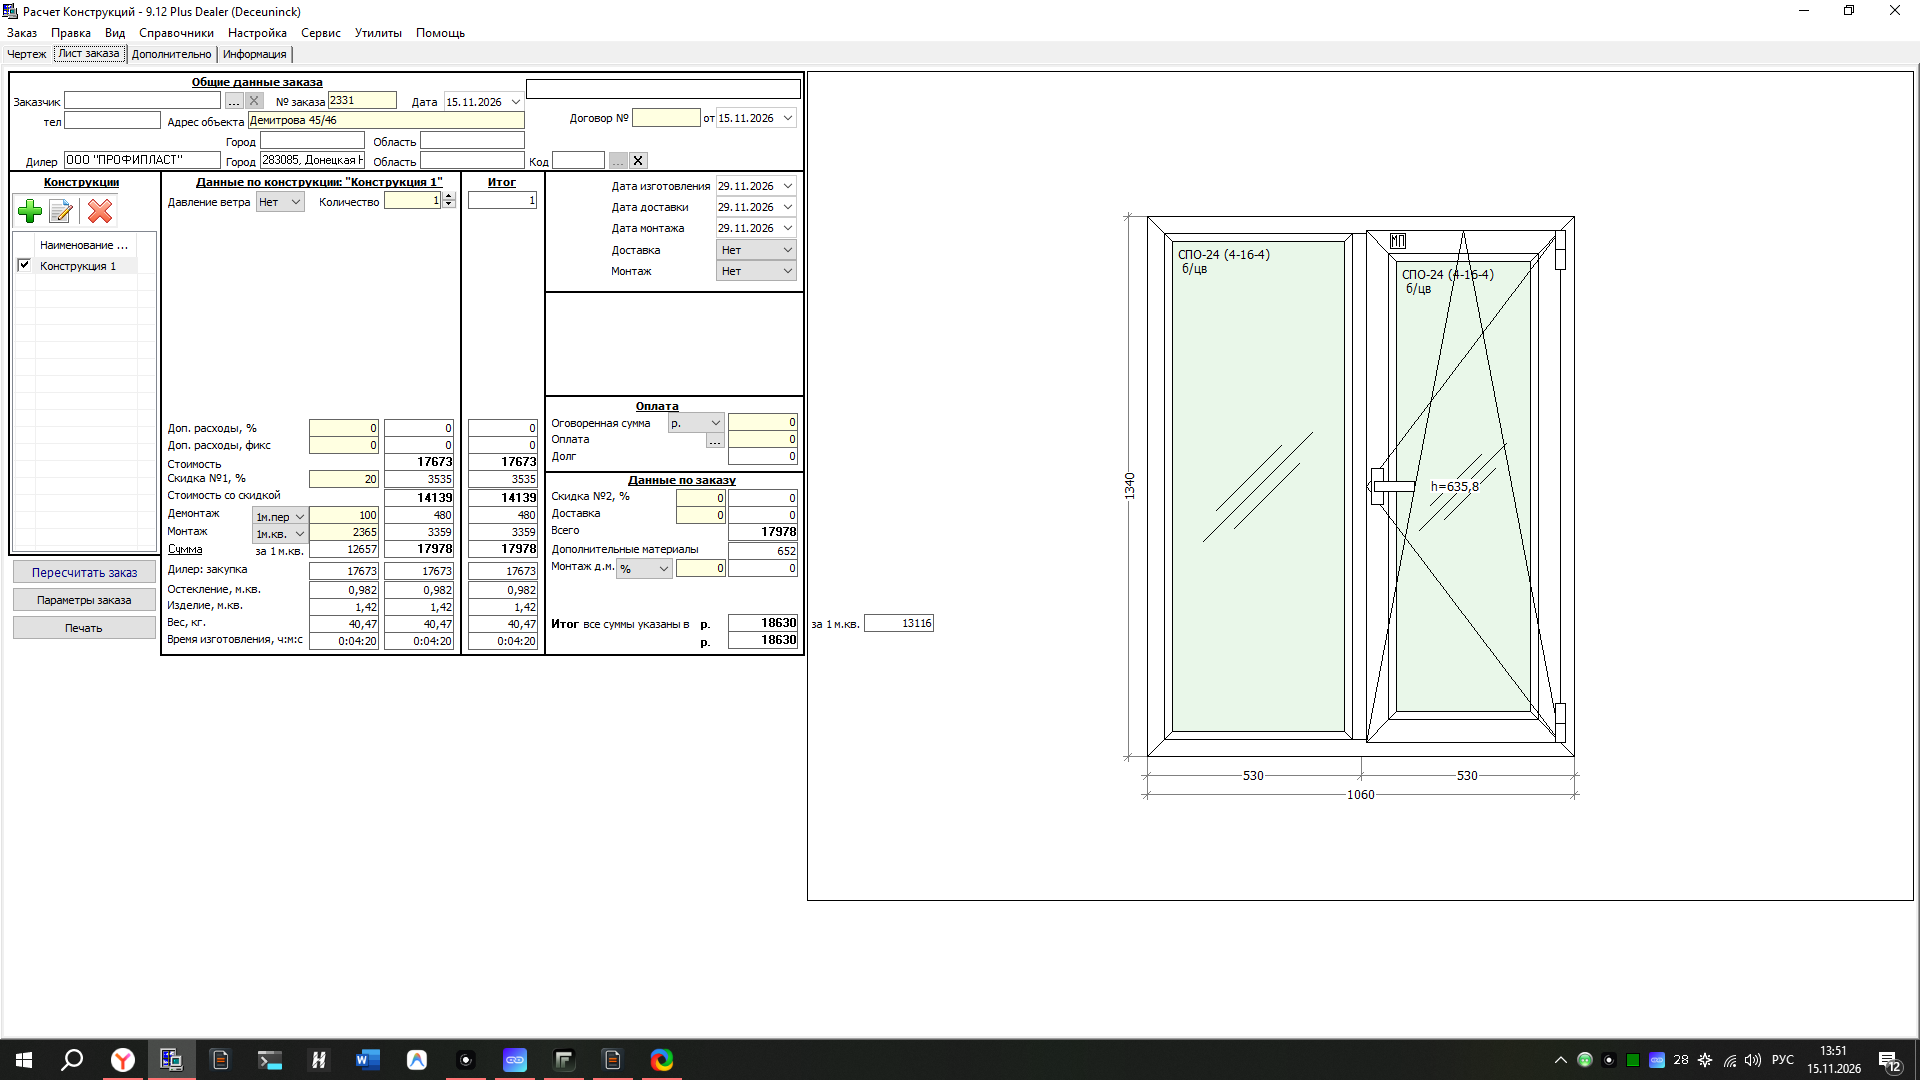 Расчет Конструкций - 9.12 Plus Dealer (Deceuninck)
Заказ Правка Вид Справочники Настройка Сервис Утилиты Помощь
Чертеж Лист заказа Дополнительно Информация
Общие данные заказа
Заказчик ... X № заказа 2331 Дата 15.11.2026
тел Адрес объекта Демитрова 45/46 Договор № от 15.11.2026
Город Область
Дилер ООО "ПРОФИПЛАСТ" Город 283085, Донецкая Область Код ... X
Конструкции
Наименование ...
Конструкция 1
Пересчитать заказ
Параметры заказа
Печать
Данные по конструкции: "Конструкция 1" Итог
Давление ветра Нет Количество 1 1
Доп. расходы, % 0 0 0
Доп. расходы, фикс 0 0 0
Стоимость 17673 17673
Скидка №1, % 20 3535 3535
Стоимость со скидкой 14139 14139
Демонтаж 1м.пер 100 480 480
Монтаж 1м.кв. 2365 3359 3359
Сумма за 1 м.кв. 12657 17978 17978
Дилер: закупка 17673 17673 17673
Остекление, м.кв. 0,982 0,982 0,982
Изделие, м.кв. 1,42 1,42 1,42
Вес, кг. 40,47 40,47 40,47
Время изготовления, ч:м:с 0:04:20 0:04:20 0:04:20
Дата изготовления 29.11.2026
Дата доставки 29.11.2026
Дата монтажа 29.11.2026
Доставка Нет
Монтаж Нет
Оплата
Оговоренная сумма р. 0
Оплата ... 0
Долг 0
Данные по заказу
Скидка №2, % 0 0
Доставка 0 0
Всего 17978
Дополнительные материалы 652
Монтаж д.м. % 0 0
Итог все суммы указаны в р. 18630
р. 18630
за 1 м.кв. 13116
МП
СПО-24 (4-16-4)
б/цв
СПО-24 (4-16-4)
б/цв
1340
h=635,8
530 530
1060
28 РУС 13:51
15.11.2026
12